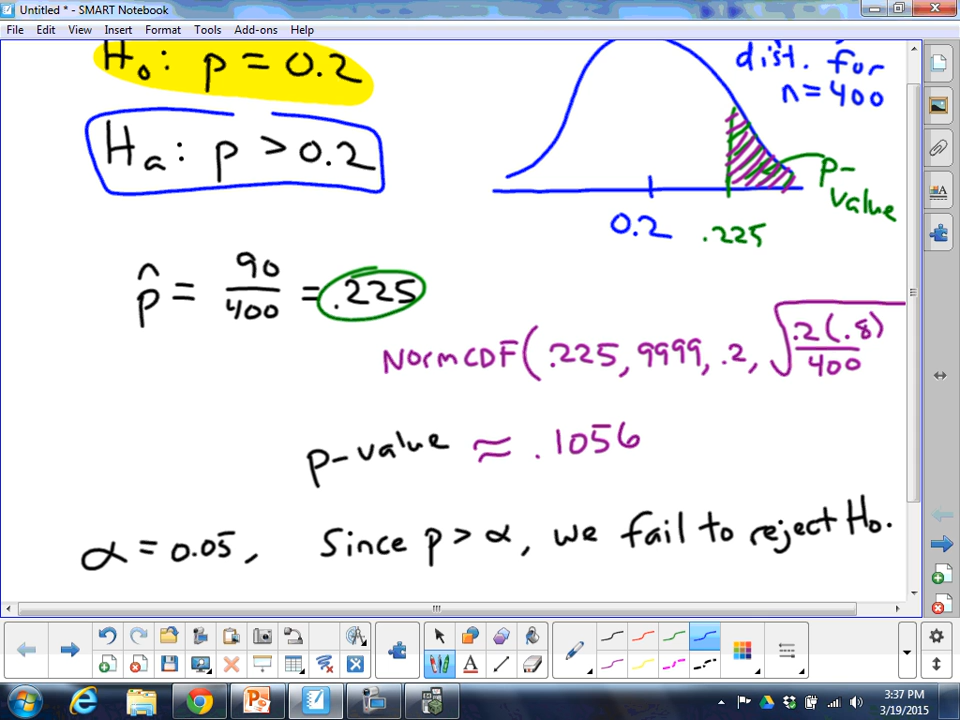 Untitled * - SMART Notebook
File Edit View Insert Format Tools Add-ons Help
H₀: p = 0.2
Hₐ: p > 0.2
dist. for
n = 400
p-
value
0.2
.225
p̂ = 90/400 = .225
NormCDF(.225, 9999, .2, √(.2(.8)/400)
p-value ≈ .1056
α = 0.05, Since p > α, we fail to reject H₀.
3:37 PM
3/19/2015